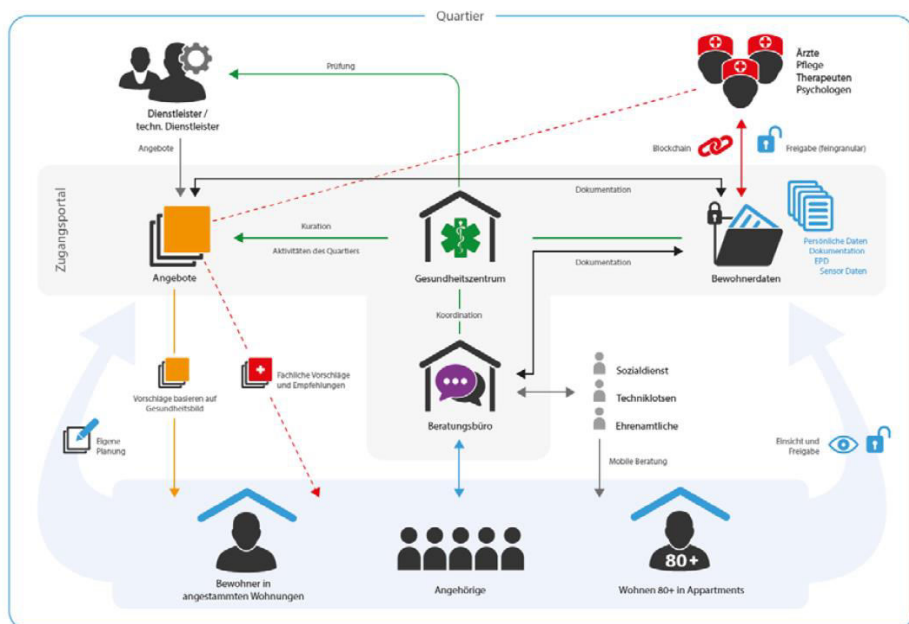 Quartier
Prüfung
Ärzte
Pflege
Therapeuten
Psychologen
Dienstleister /
techn. Dienstleister
Angebote
Blockchain
Freigabe (feingranular)
Zugangsportal
Dokumentation
Kuration
Aktivitäten des Quartiers
Dokumentation
Persönliche Daten
Dokumentation
EPD
Sensor Daten
Angebote
Gesundheitszentrum
Bewohnerdaten
Koordination
Fachliche Vorschläge
und Empfehlungen
Vorschläge basieren auf
Gesundheitsbild
Sozialdienst
Techniklotsen
Ehrenamtliche
Beratungsbüro
Eigene
Planung
Einsicht und
Freigabe
Mobile Beratung
80+
Bewohner in
angestammten Wohnungen
Angehörige
Wohnen 80+ in Appartments